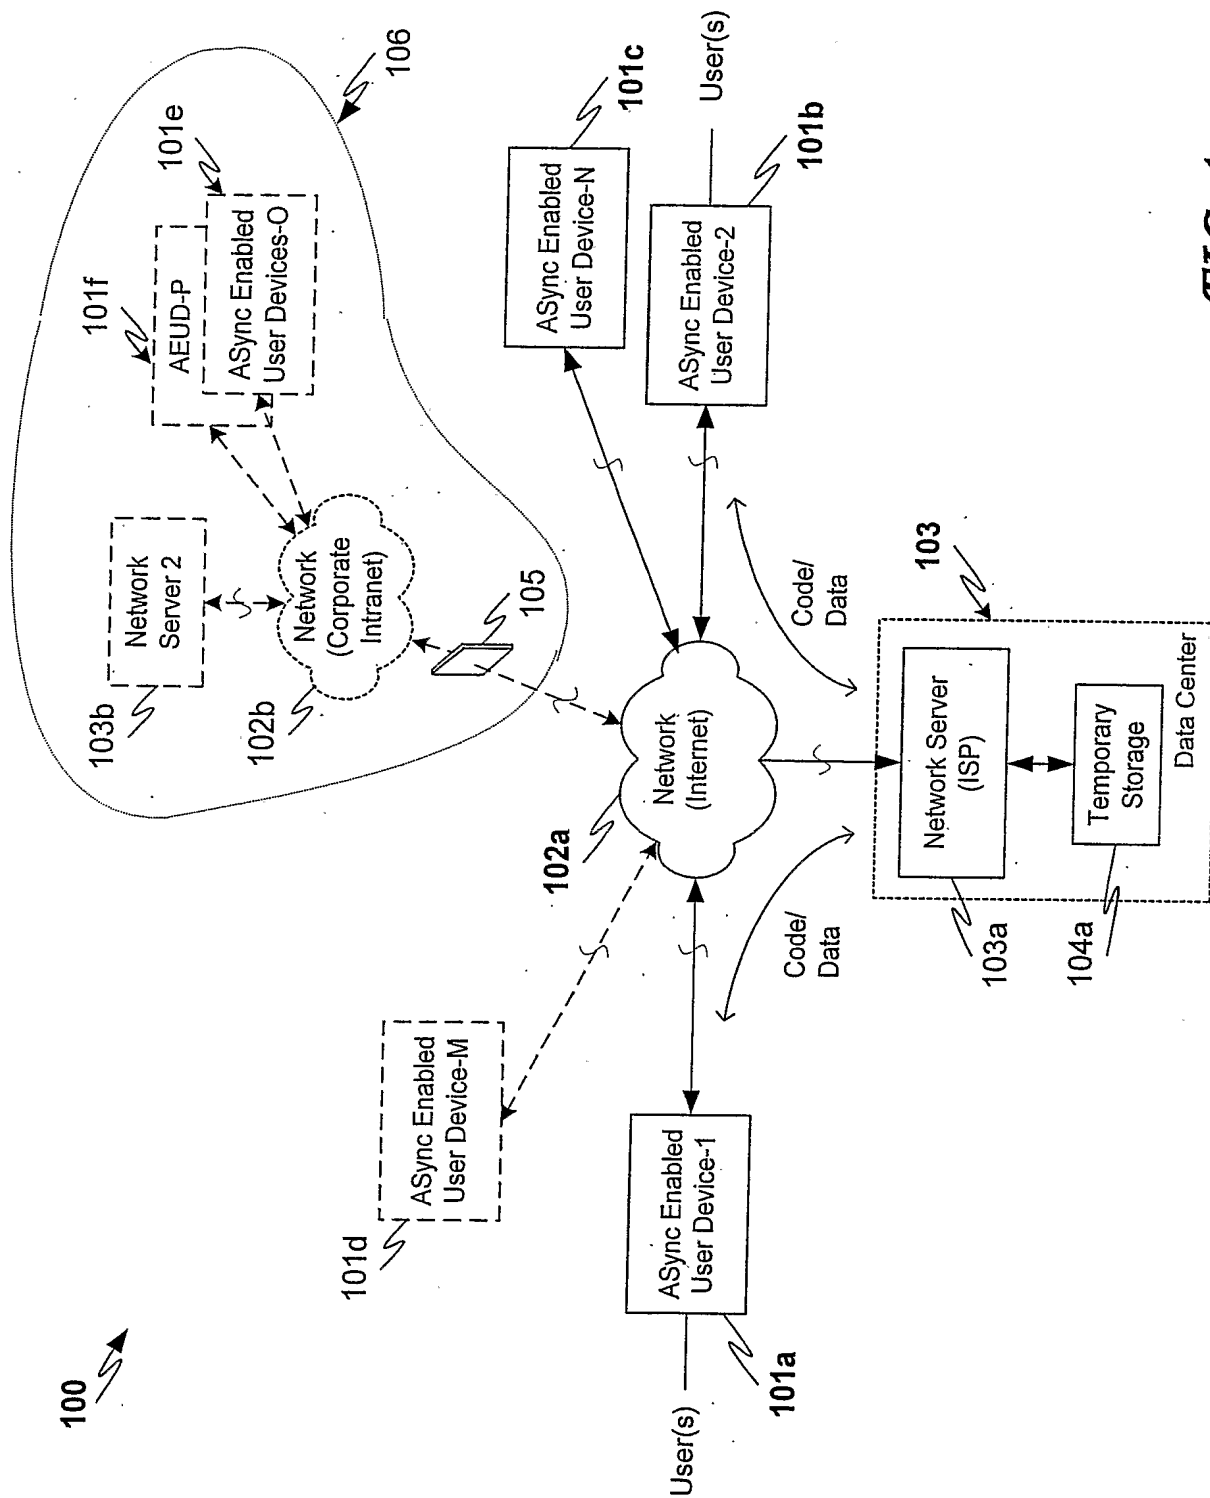 100
106
101f
101e
AEUD-P
ASync Enabled
User Devices-O
103b
Network
Server 2
102b
Network
(Corporate
Intranet)
105
101d
ASync Enabled
User Device-M
101c
ASync Enabled
User Device-N
102a
Network
(Internet)
User(s)
ASync Enabled
User Device-1
101a
ASync Enabled
User Device-2
User(s)
101b
Code/
Data
Code/
Data
103
103a
Network Server
(ISP)
104a
Temporary
Storage
Data Center